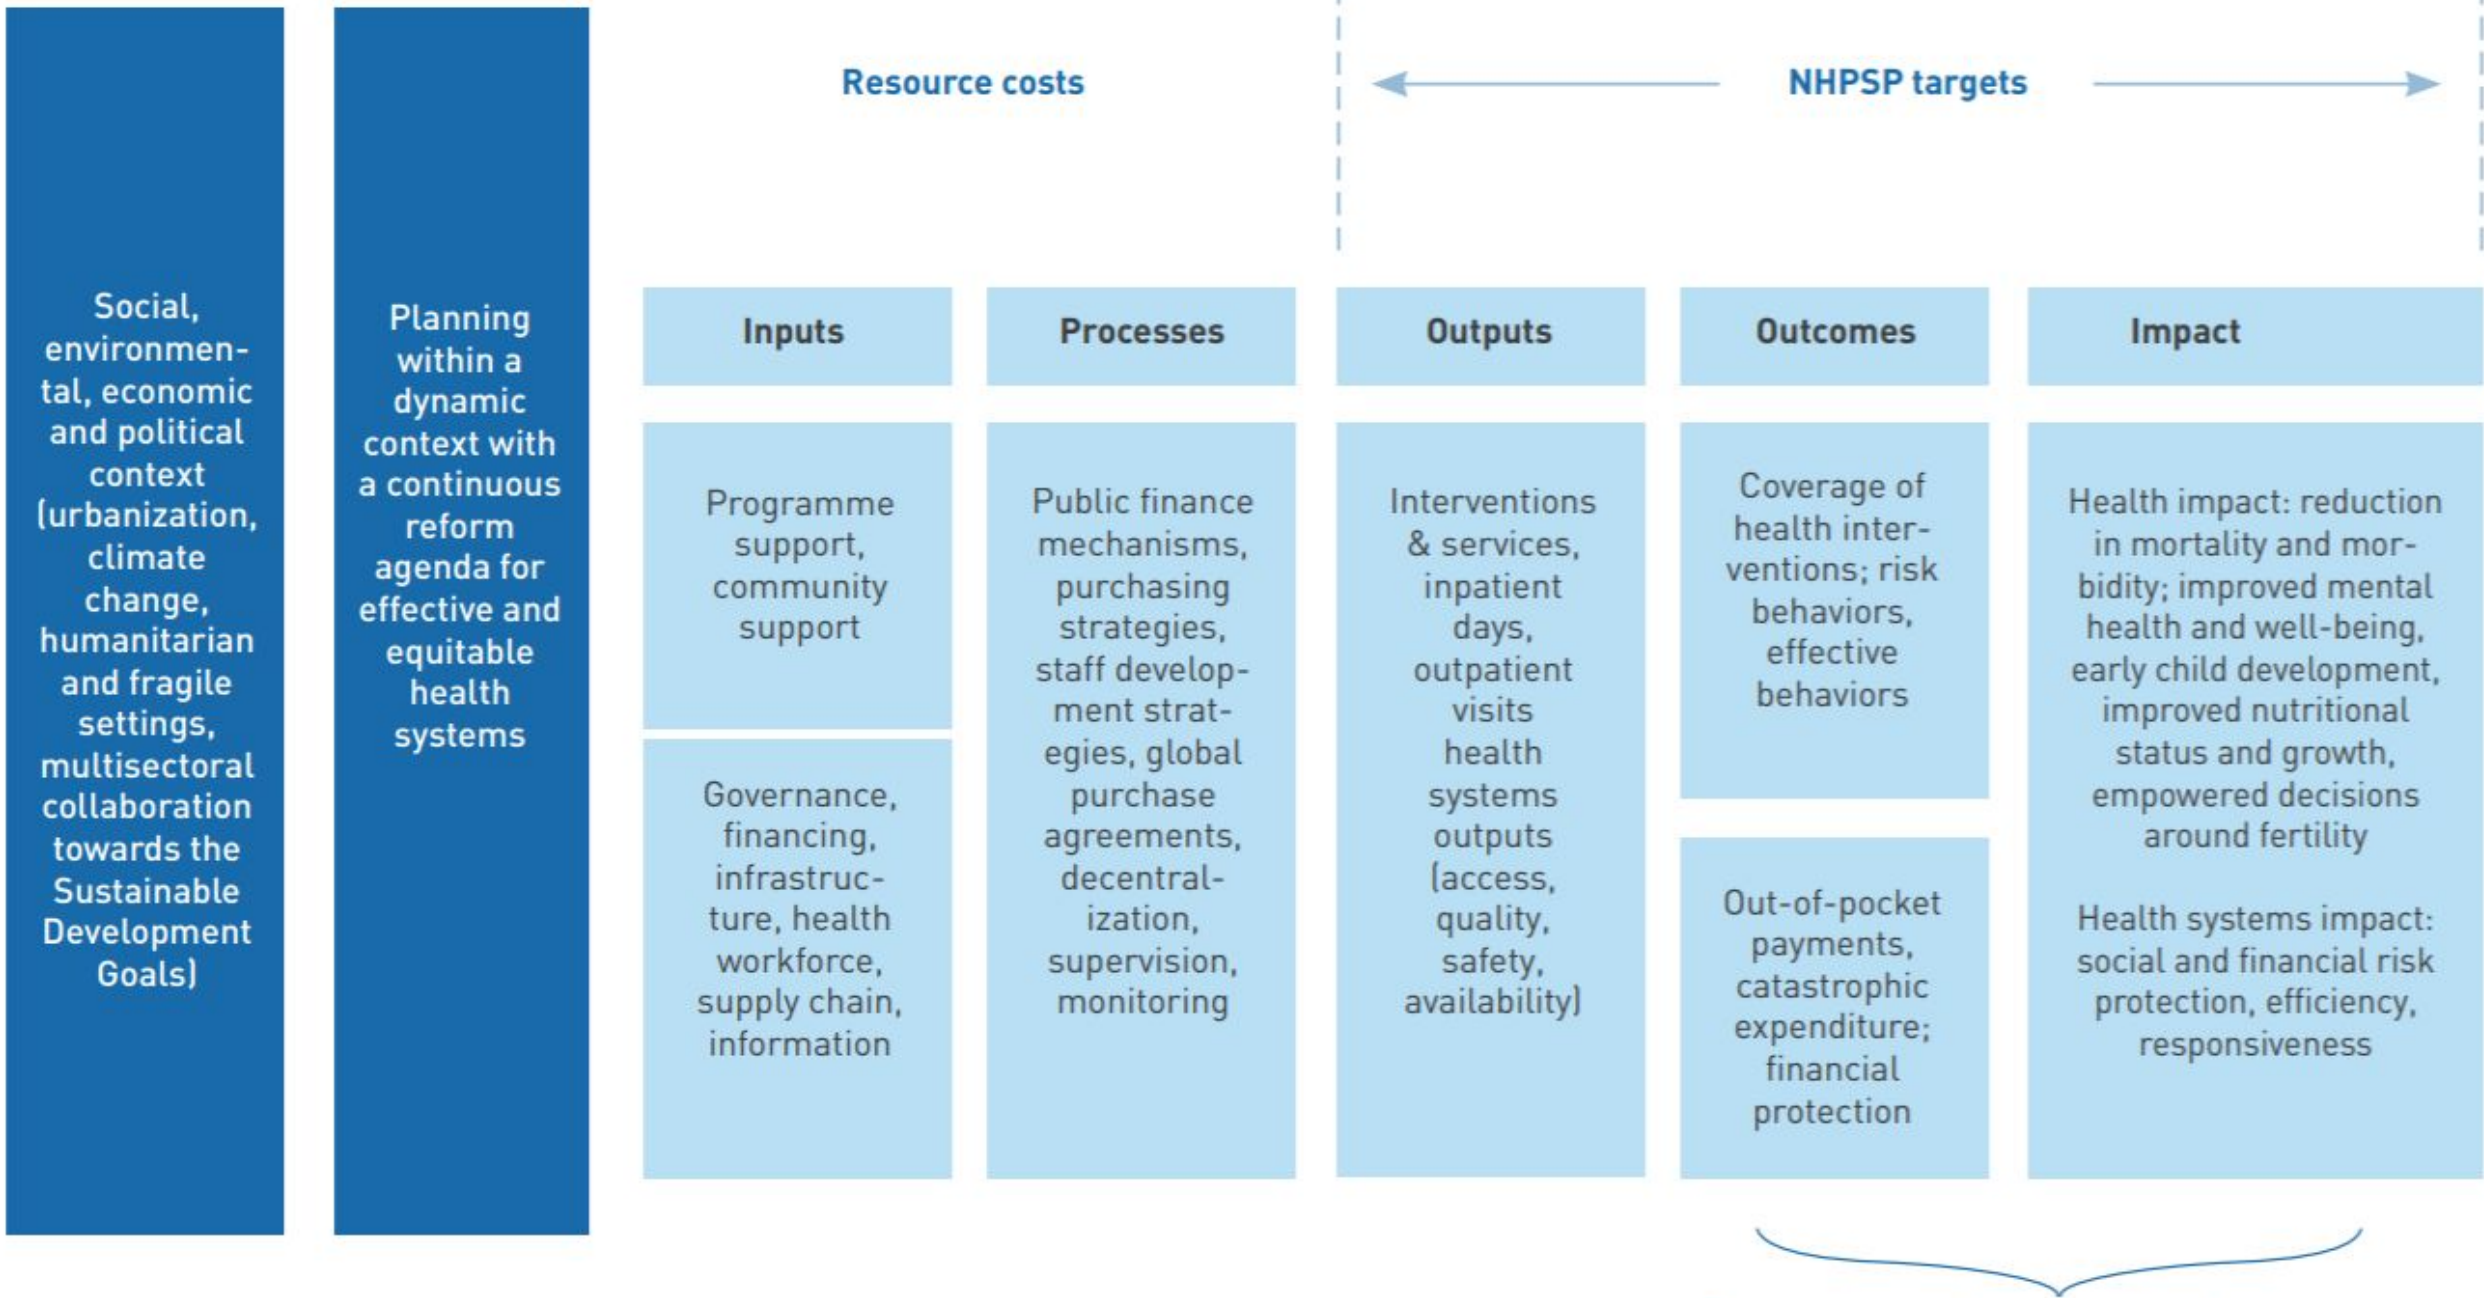 Social,
environmen-
tal, economic
and political
context
(urbanization,
climate
change,
humanitarian
and fragile
settings,
multisectoral
collaboration
towards the
Sustainable
Development
Goals)
Planning
within a
dynamic
context with
a continuous
reform
agenda for
effective and
equitable
health
systems
Resource costs
NHPSP targets
Inputs
Programme
support,
community
support
Governance,
financing,
infrastruc-
ture, health
workforce,
supply chain,
information
Processes
Public finance
mechanisms,
purchasing
strategies,
staff develop-
ment strat-
egies, global
purchase
agreements,
decentral-
ization,
supervision,
monitoring
Outputs
Interventions
& services,
inpatient
days,
outpatient
visits
health
systems
outputs
(access,
quality,
safety,
availability)
Outcomes
Coverage of
health inter-
ventions; risk
behaviors,
effective
behaviors
Out-of-pocket
payments,
catastrophic
expenditure;
financial
protection
Impact
Health impact: reduction
in mortality and mor-
bidity; improved mental
health and well-being,
early child development,
improved nutritional
status and growth,
empowered decisions
around fertility
Health systems impact:
social and financial risk
protection, efficiency,
responsiveness